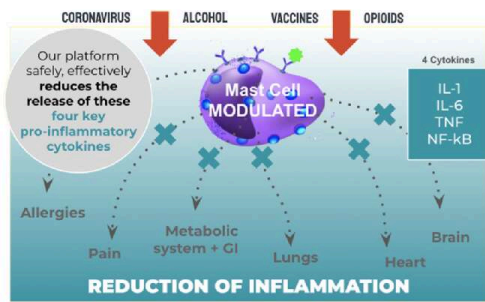 CORONAVIRUS ALCOHOL VACCINES OPIOIDS
Our platform
safely, effectively
reduces the
release of these
four key
pro-inflammatory
cytokines
Mast Cell
MODULATED
4 Cytokines
IL-1
IL-6
TNF
NF-kB
Allergies
Pain
Metabolic
system + GI
Lungs
Heart
Brain
REDUCTION OF INFLAMMATION